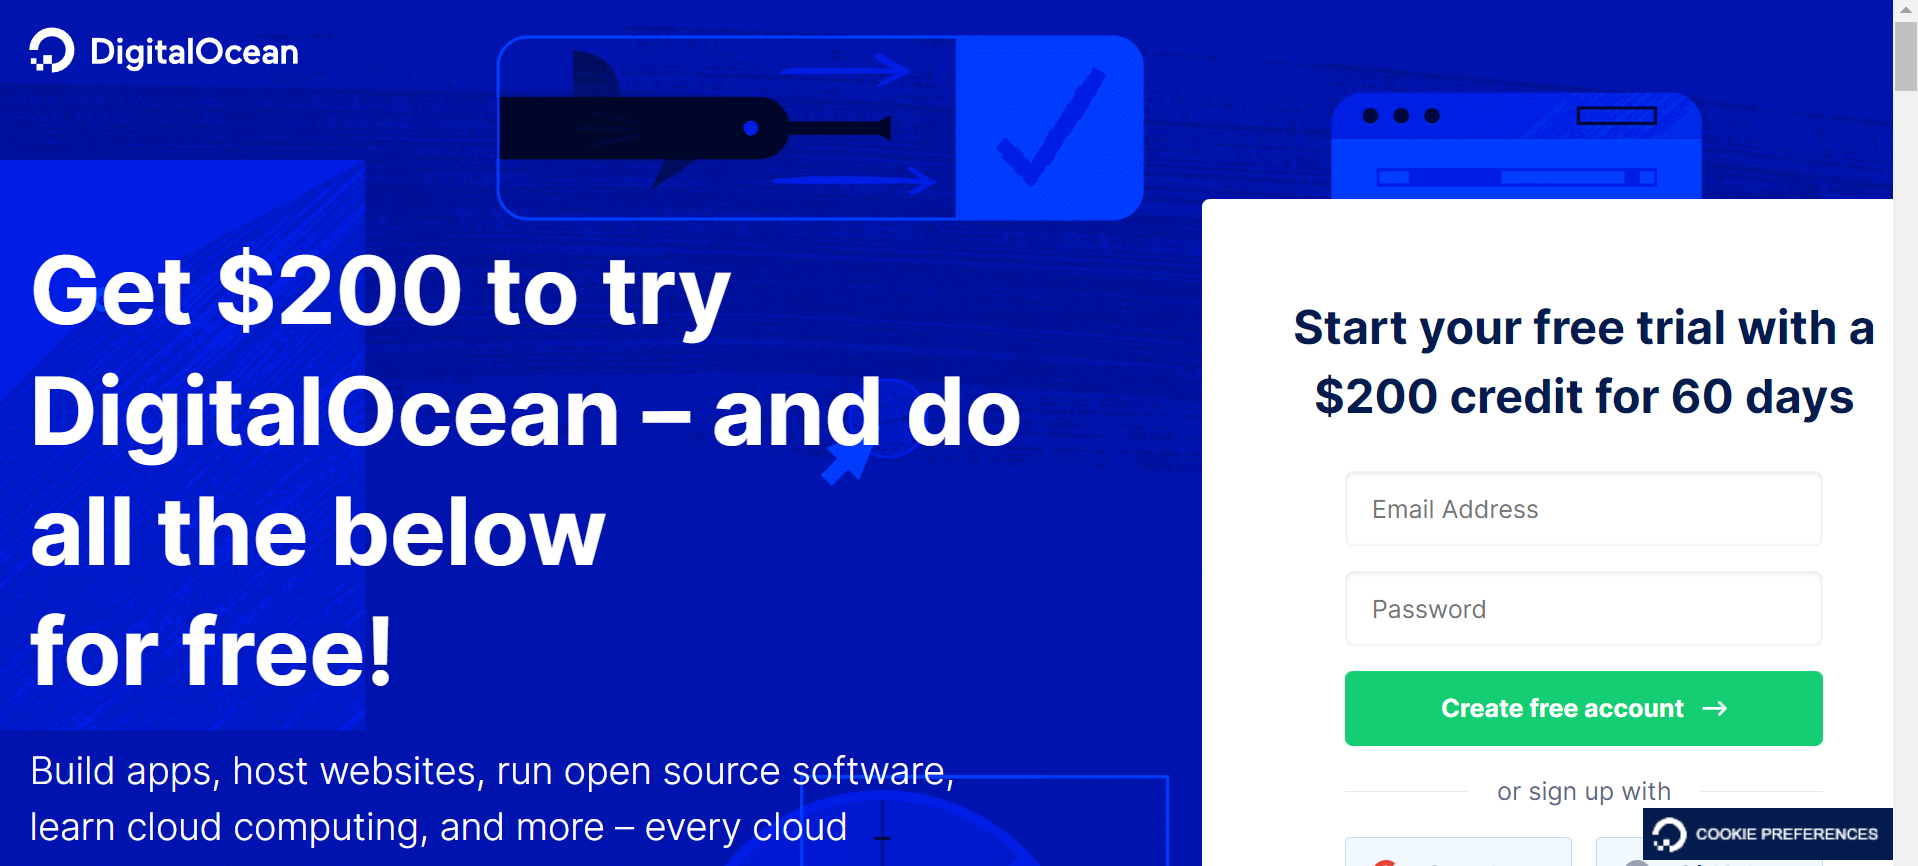 DigitalOcean
Get $200 to try
DigitalOcean – and do
all the below
for free!
Build apps, host websites, run open source software,
learn cloud computing, and more – every cloud
Start your free trial with a
$200 credit for 60 days
Email Address
Password
Create free account
or sign up with
COOKIE PREFERENCES